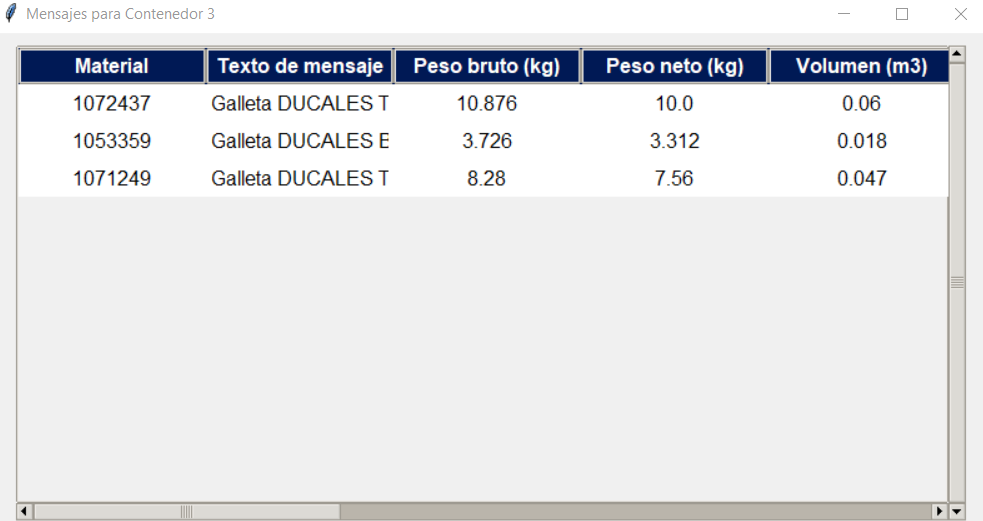 Mensajes para Contenedor 3
Material Texto de mensaje Peso bruto (kg) Peso neto (kg) Volumen (m3)
1072437 Galleta DUCALES T 10.876 10.0 0.06
1053359 Galleta DUCALES E 3.726 3.312 0.018
1071249 Galleta DUCALES T 8.28 7.56 0.047